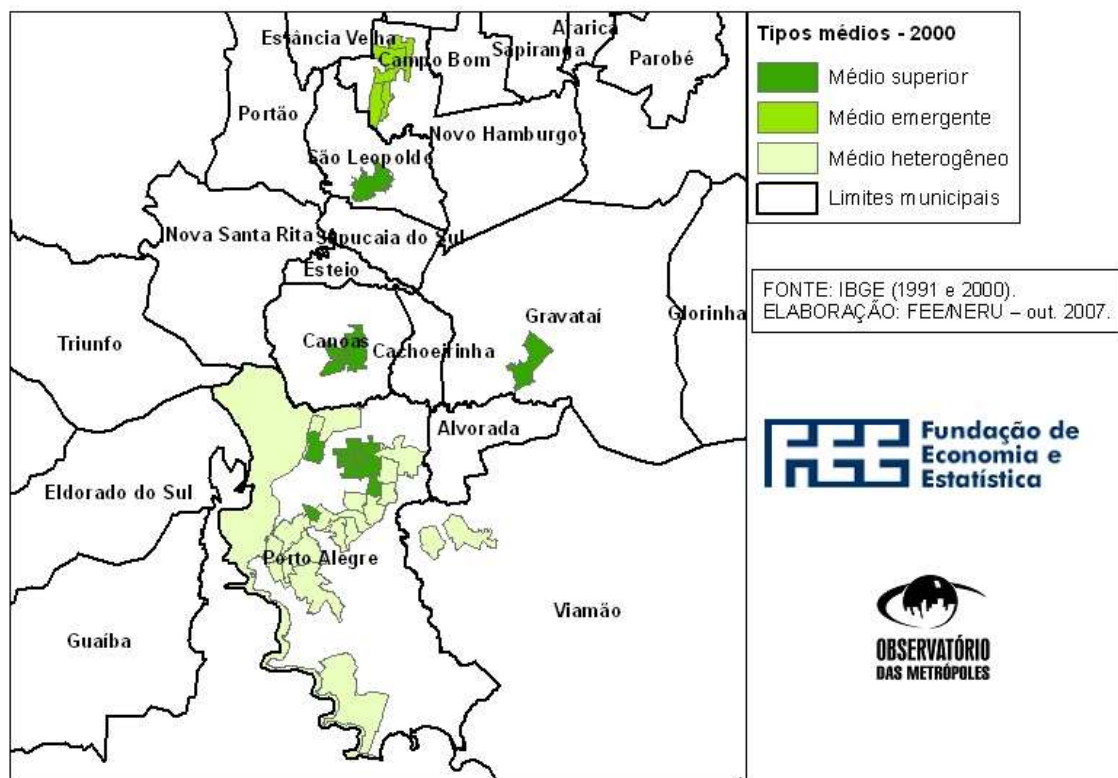 Estância Velha
Campo Bom
Sapiranga
Araricá
Parobé
Portão
Novo Hamburgo
São Leopoldo
Nova Santa Rita
Sapucaia do Sul
Esteio
Triunfo
Canoas
Cachoeirinha
Gravataí
Glorinha
Alvorada
Eldorado do Sul
Porto Alegre
Viamão
Guaíba
Tipos médios - 2000
Médio superior
Médio emergente
Médio heterogêneo
Limites municipais
FONTE: IBGE (1991 e 2000).
ELABORAÇÃO: FEE/NERU – out. 2007.
FEE
Fundação de
Economia e
Estatística
OBSERVATÓRIO
DAS METRÓPOLES